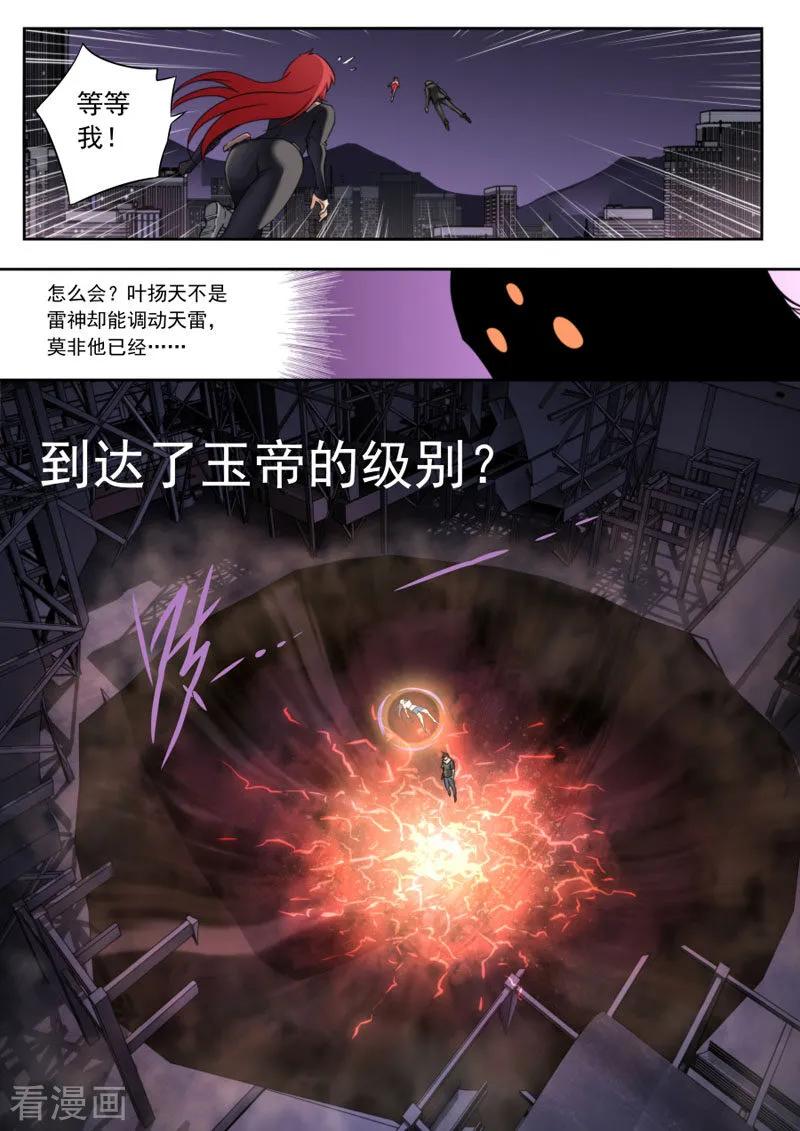 等等
我！
怎么会？叶扬天不是
雷神却能调动天雷，
莫非他已经……
到达了玉帝的级别？
咳…
看漫画